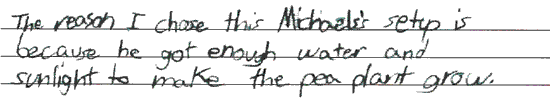 The reason I chose this Michaels's setup is
because he got enough water and
sunlight to make the pea plant grow.